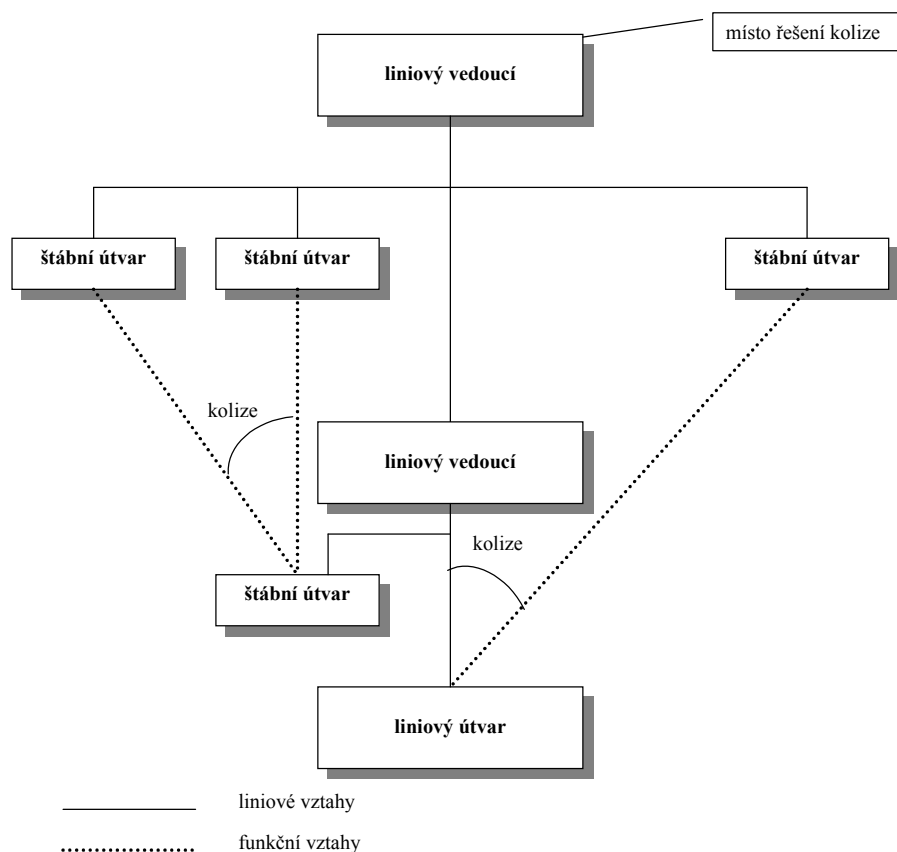 místo řešení kolize
liniový vedoucí
štábní útvar
štábní útvar
štábní útvar
kolize
liniový vedoucí
kolize
štábní útvar
liniový útvar
liniové vztahy
funkční vztahy